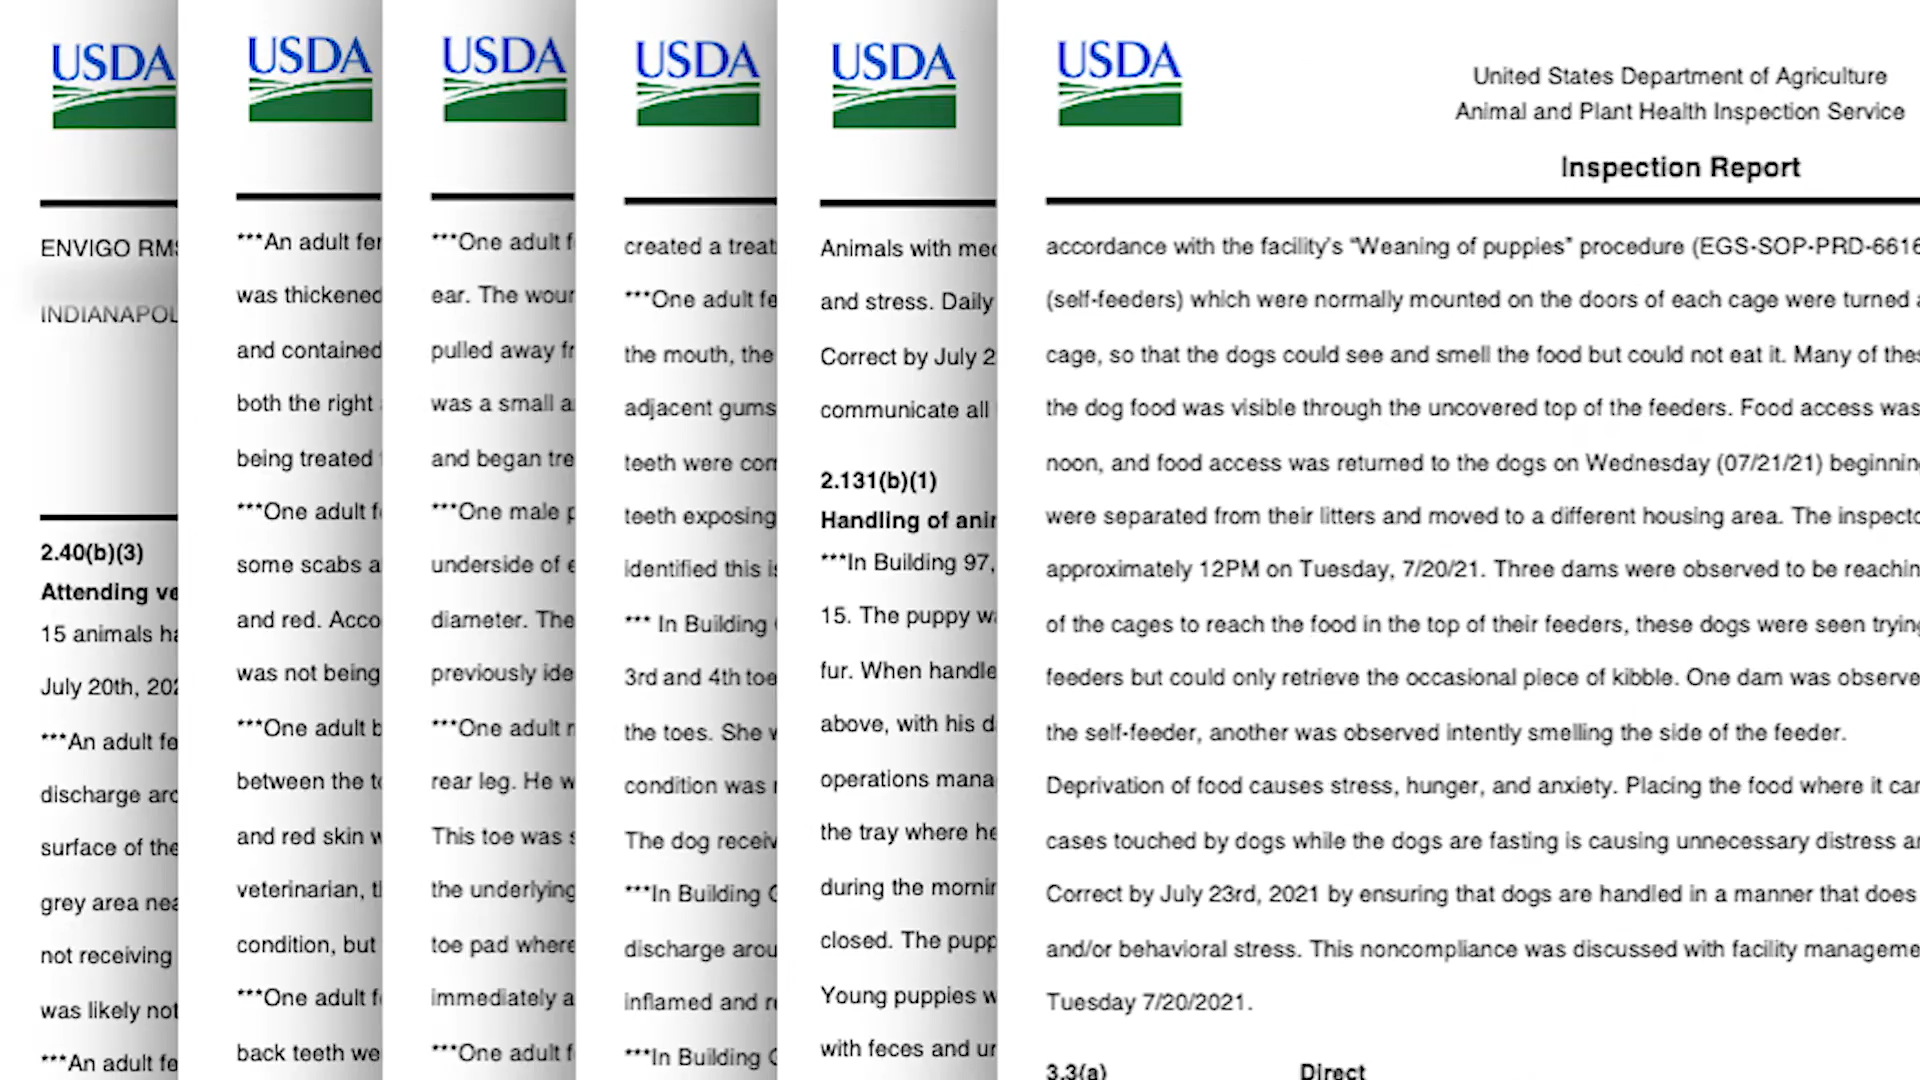 USDA
ENVIGO RMS
INDIANAPOL
2.40(b)(3)
Attending ve
15 animals ha
July 20th, 202
***An adult fe
discharge arc
surface of the
grey area nea
not receiving
was likely not
***An adult fe
USDA
***An adult fer
was thickened
and contained
both the right
being treated
***One adult f
some scabs a
and red. Acco
was not being
***One adult b
between the to
and red skin w
veterinarian, t
condition, but
***One adult f
back teeth we
USDA
***One adult f
ear. The wour
pulled away fr
was a small a
and began tre
***One male p
underside of e
diameter. The
previously ide
***One adult r
rear leg. He w
This toe was s
the underlying
toe pad where
immediately a
***One adult f
USDA
created a treat
***One adult fe
the mouth, the
adjacent gums
teeth were com
teeth exposing
identified this is
*** In Building
3rd and 4th toe
the toes. She w
condition was
The dog receiv
***In Building
discharge arou
inflamed and r
***In Building
USDA
Animals with med
and stress. Daily
Correct by July 2
communicate all
2.131(b)(1)
Handling of anir
***In Building 97,
15. The puppy wa
fur. When handle
above, with his d
operations mana
the tray where he
during the mornin
closed. The pupp
Young puppies w
with feces and ur
USDA
United States Department of Agriculture
Animal and Plant Health Inspection Service
Inspection Report
accordance with the facility's “Weaning of puppies” procedure (EGS-SOP-PRD-6616
(self-feeders) which were normally mounted on the doors of each cage were turned a
cage, so that the dogs could see and smell the food but could not eat it. Many of thes
the dog food was visible through the uncovered top of the feeders. Food access was
noon, and food access was returned to the dogs on Wednesday (07/21/21) beginning
were separated from their litters and moved to a different housing area. The inspecto
approximately 12PM on Tuesday, 7/20/21. Three dams were observed to be reaching
of the cages to reach the food in the top of their feeders, these dogs were seen trying
feeders but could only retrieve the occasional piece of kibble. One dam was observe
the self-feeder, another was observed intently smelling the side of the feeder.
Deprivation of food causes stress, hunger, and anxiety. Placing the food where it can
cases touched by dogs while the dogs are fasting is causing unnecessary distress an
Correct by July 23rd, 2021 by ensuring that dogs are handled in a manner that does
and/or behavioral stress. This noncompliance was discussed with facility manageme
Tuesday 7/20/2021.
3.3(a) Direct